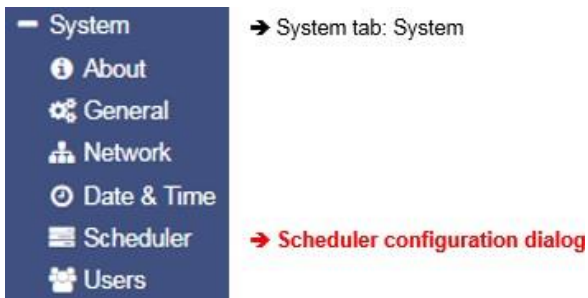 System ➔ System tab: System
About
General
Network
Date & Time
Scheduler ➔ Scheduler configuration dialog
Users